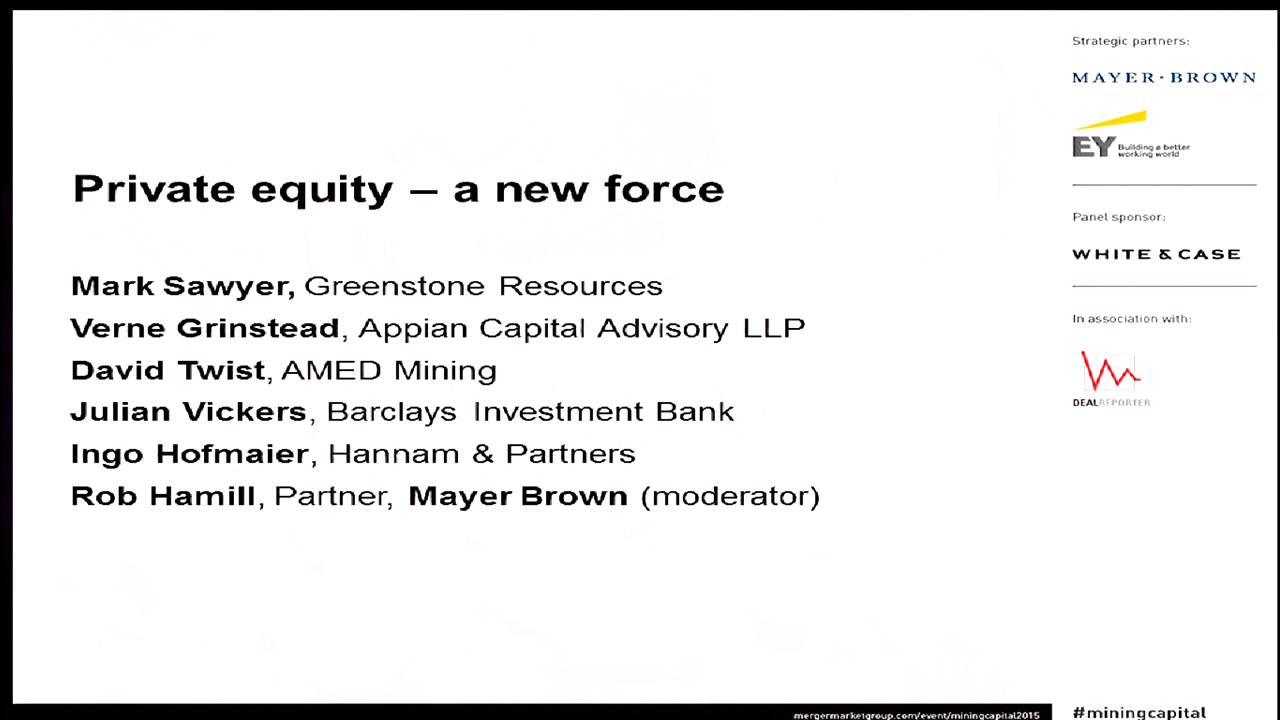 Private equity – a new force
Mark Sawyer, Greenstone Resources
Verne Grinstead, Appian Capital Advisory LLP
David Twist, AMED Mining
Julian Vickers, Barclays Investment Bank
Ingo Hofmaier, Hannam & Partners
Rob Hamill, Partner, Mayer Brown (moderator)
Strategic partners:
MAYER·BROWN
EY Building a better
working world
Panel sponsor:
WHITE & CASE
In association with:
DEALREPORTER
mergermarketgroup.com/event/miningcapital2015
#miningcapital